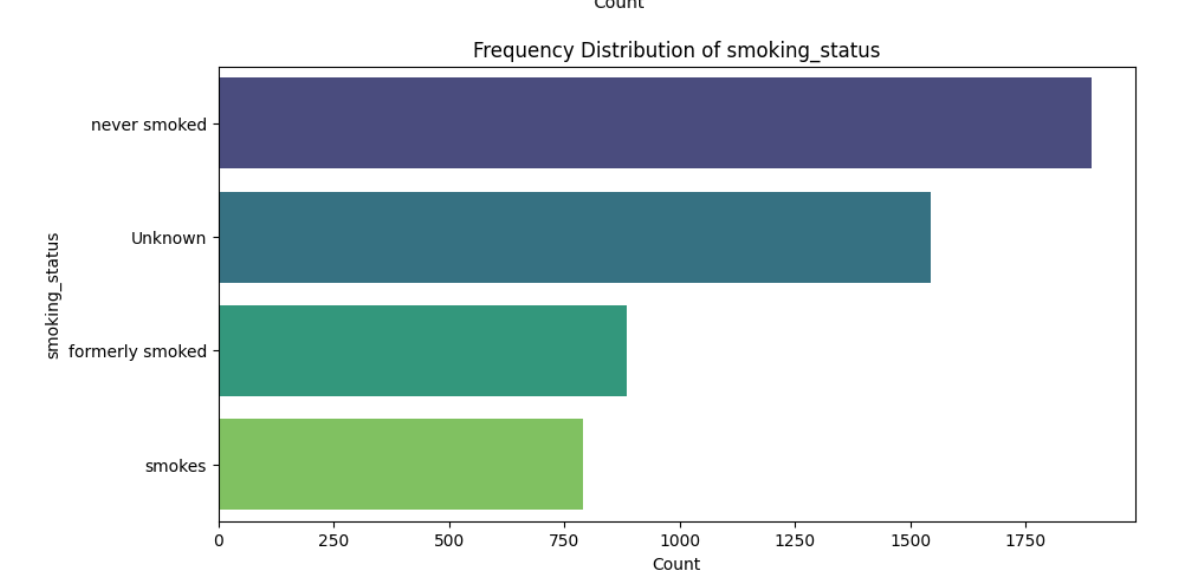 Count
Frequency Distribution of smoking_status
never smoked
Unknown
formerly smoked
smokes
smoking_status
0 250 500 750 1000 1250 1500 1750
Count